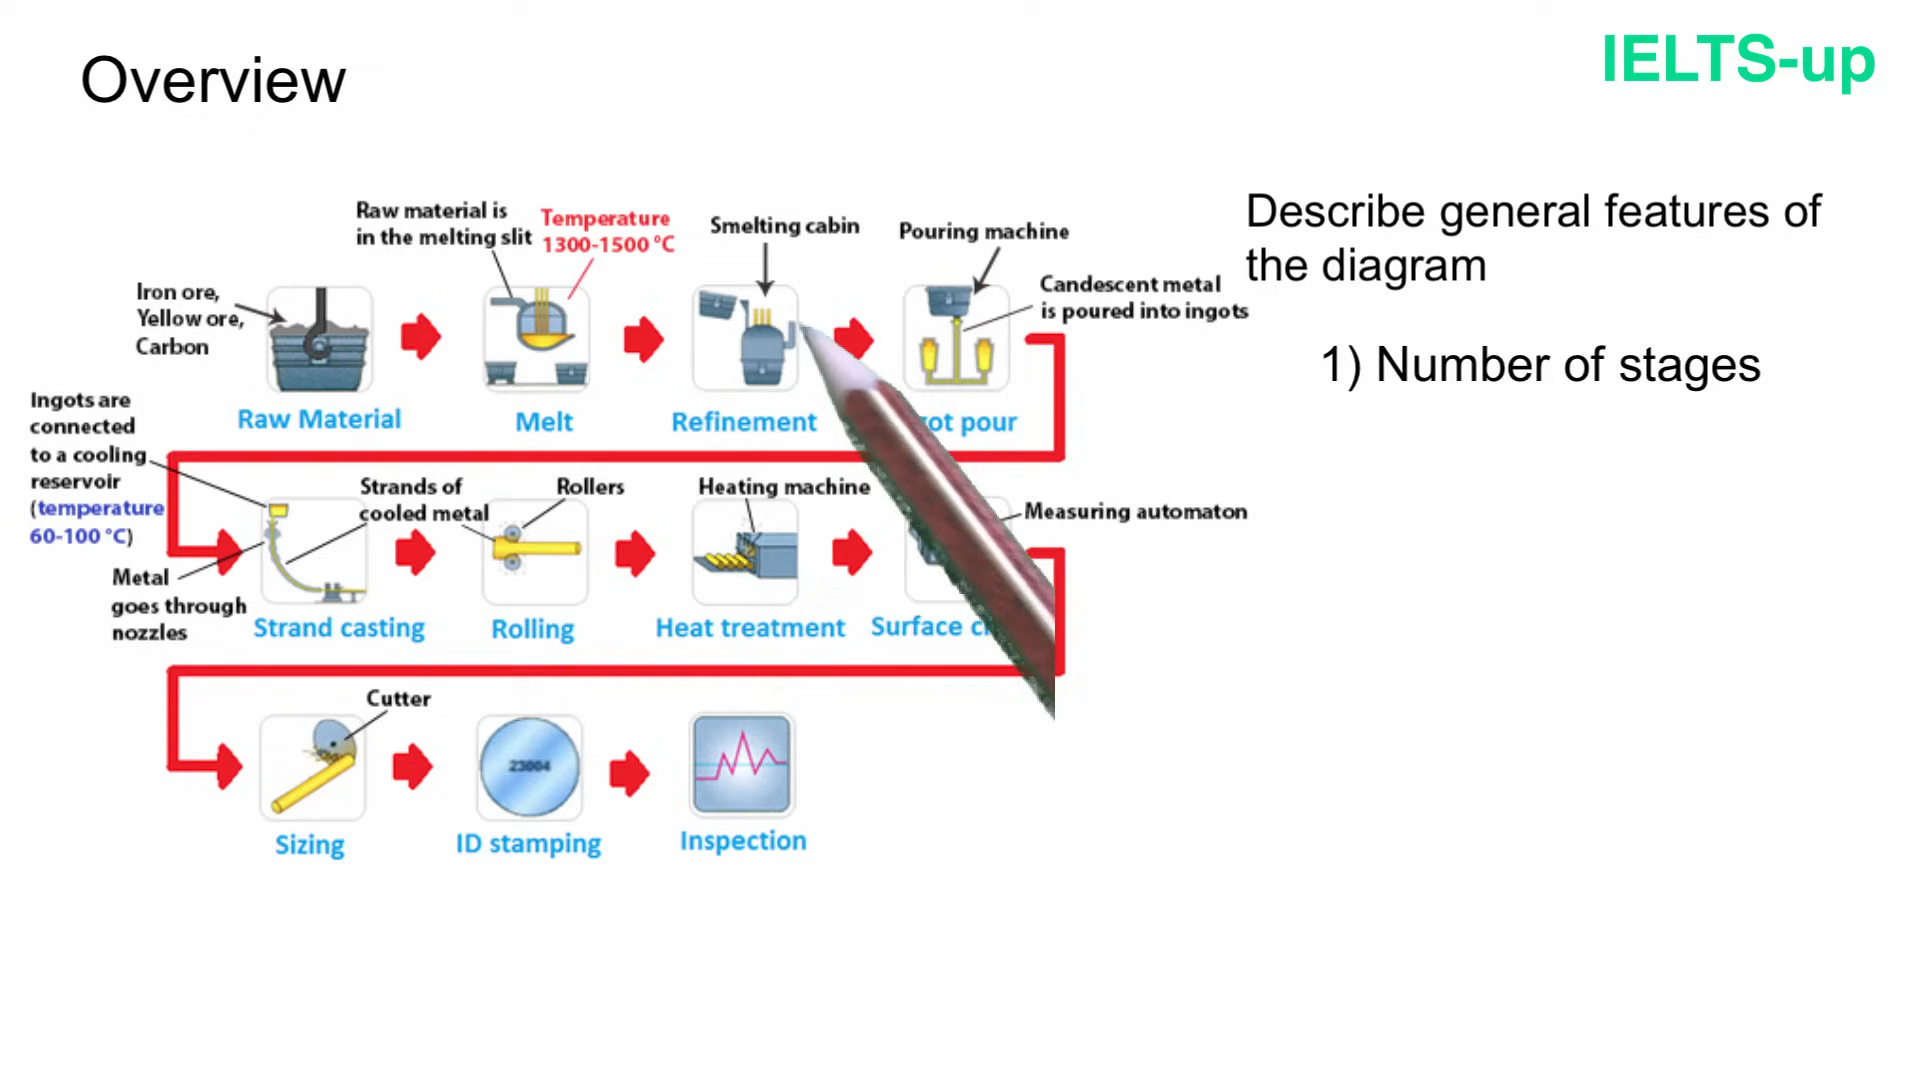 Overview
IELTS-up
Describe general features of
the diagram
1) Number of stages
Raw material is
in the melting slit
Temperature
1300-1500 °C
Smelting cabin
Pouring machine
Iron ore,
Yellow ore,
Carbon
Candescent metal
is poured into ingots
Raw Material
Melt
Refinement
pour
Ingots are
connected
to a cooling
reservoir
(temperature
60-100 °C)
Metal
goes through
nozzles
Strands of
cooled metal
Rollers
Heating machine
Measuring automaton
Strand casting
Rolling
Heat treatment
Surface
Cutter
23004
Sizing
ID stamping
Inspection